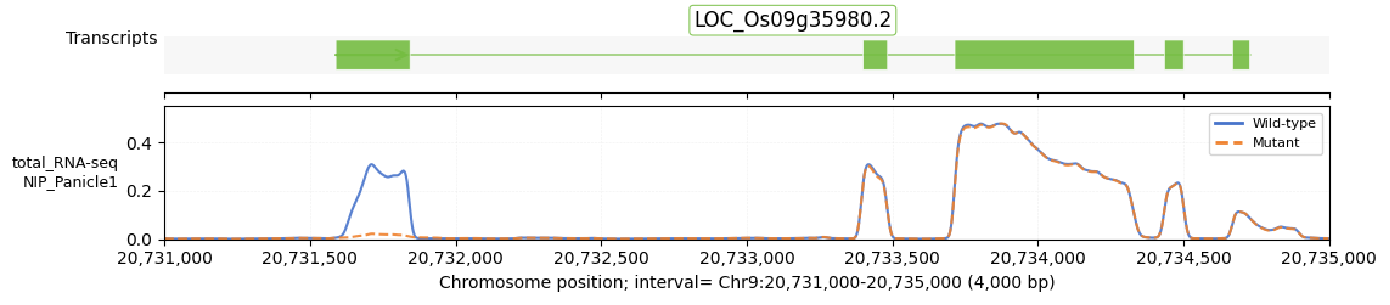 LOC_Os09g35980.2
Transcripts
0.4
0.2
0.0
total_RNA-seq
NIP_Panicle1
Wild-type
Mutant
20,731,000 20,731,500 20,732,000 20,732,500 20,733,000 20,733,500 20,734,000 20,734,500 20,735,000
Chromosome position; interval= Chr9:20,731,000-20,735,000 (4,000 bp)